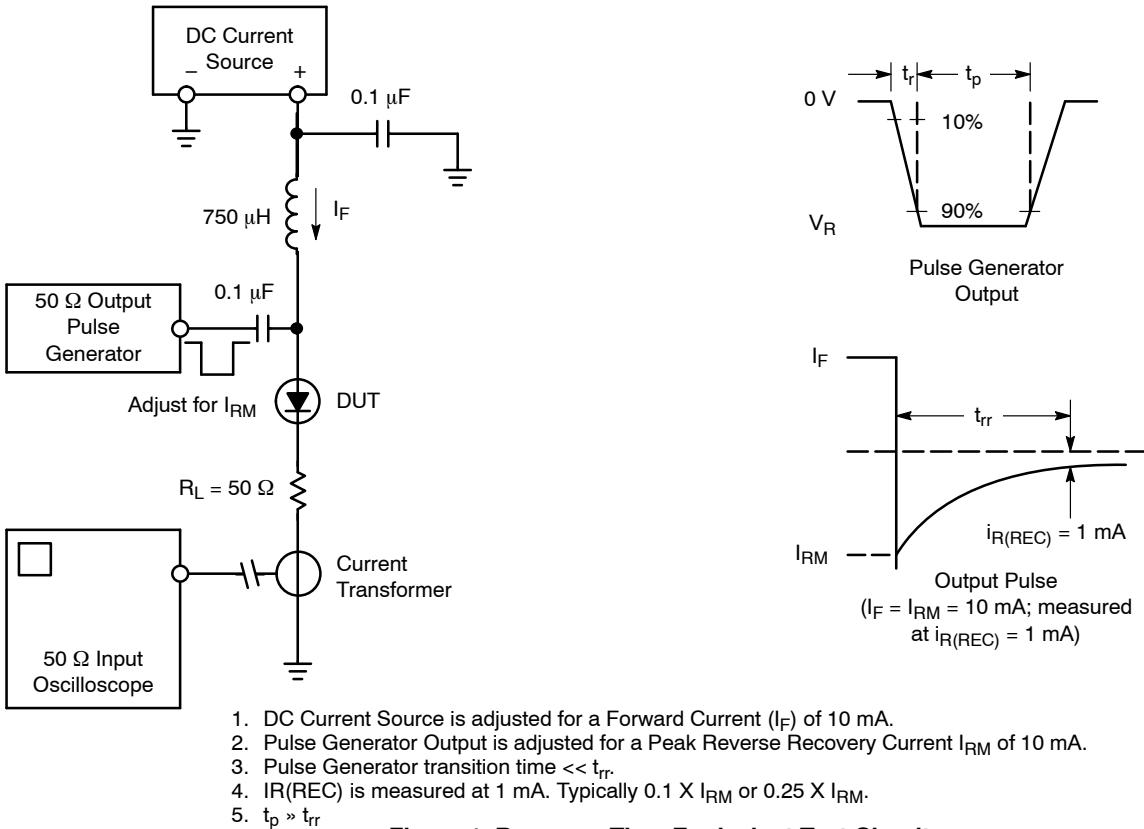 DC Current
Source
− +
0.1 μF
750 μH
I_F
50 Ω Output
Pulse
Generator
0.1 μF
Adjust for I_RM
DUT
R_L = 50 Ω
Current
Transformer
50 Ω Input
Oscilloscope
t_r t_p
0 V
10%
90%
V_R
Pulse Generator
Output
I_F
t_rr
i_R(REC) = 1 mA
I_RM
Output Pulse
(I_F = I_RM = 10 mA; measured
at i_R(REC) = 1 mA)
1. DC Current Source is adjusted for a Forward Current (I_F) of 10 mA.
2. Pulse Generator Output is adjusted for a Peak Reverse Recovery Current I_RM of 10 mA.
3. Pulse Generator transition time << t_rr.
4. IR(REC) is measured at 1 mA. Typically 0.1 X I_RM or 0.25 X I_RM.
5. t_p » t_rr